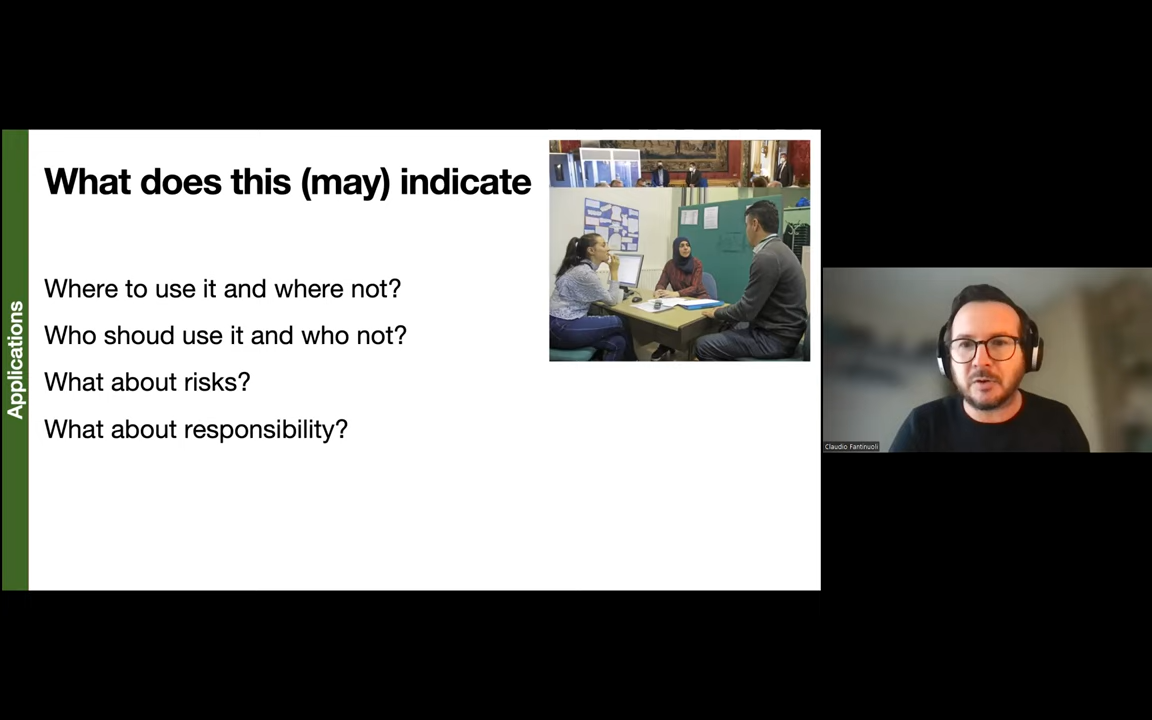 Applications
What does this (may) indicate
Where to use it and where not?
Who shoud use it and who not?
What about risks?
What about responsibility?
Claudio Fantinuoli